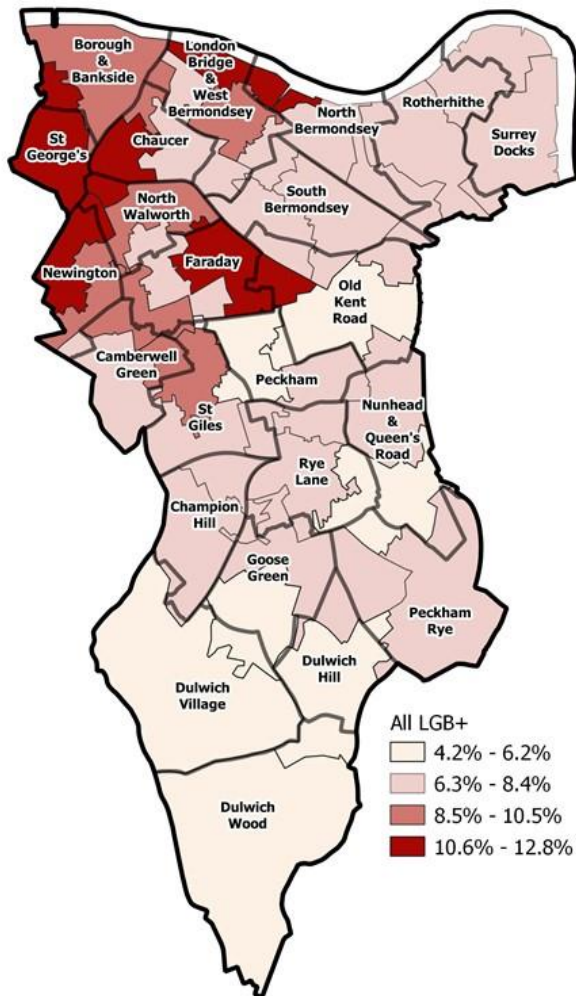 Borough
&
Bankside
London
Bridge
&
West
Bermondsey
North
Bermondsey
Rotherhithe
Surrey
Docks
St
George's
Chaucer
South
Bermondsey
North
Walworth
Newington
Faraday
Old
Kent
Road
Camberwell
Green
Peckham
St
Giles
Nunhead
&
Queen's
Road
Rye
Lane
Champion
Hill
Goose
Green
Peckham
Rye
Dulwich
Village
Dulwich
Hill
Dulwich
Wood
All LGB+
4.2% - 6.2%
6.3% - 8.4%
8.5% - 10.5%
10.6% - 12.8%